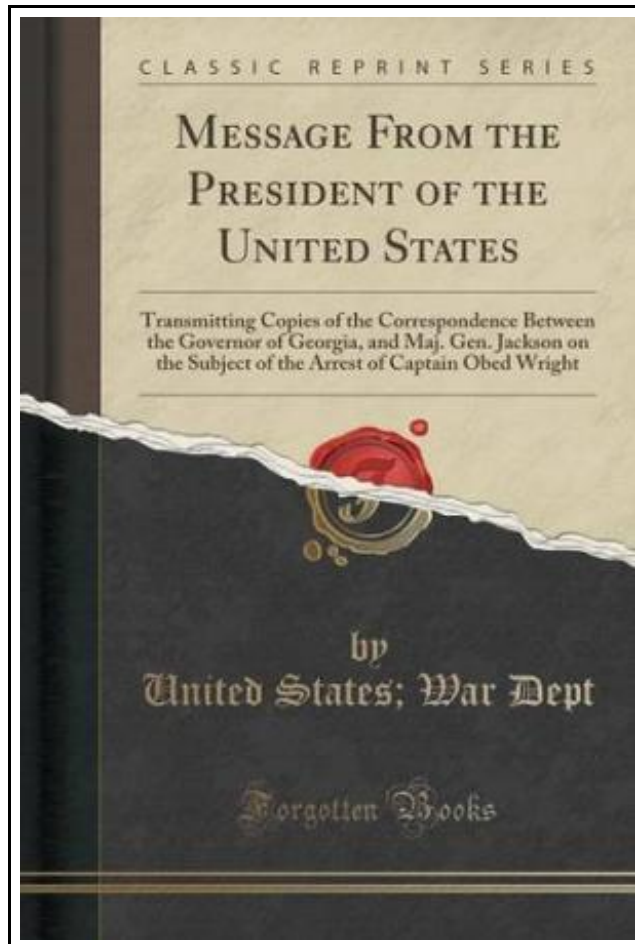 CLASSIC REPRINT SERIES
MESSAGE FROM THE
PRESIDENT OF THE
UNITED STATES
Transmitting Copies of the Correspondence Between
the Governor of Georgia, and Maj. Gen. Jackson on
the Subject of the Arrest of Captain Obed Wright
by
United States; War Dept
Forgotten Books